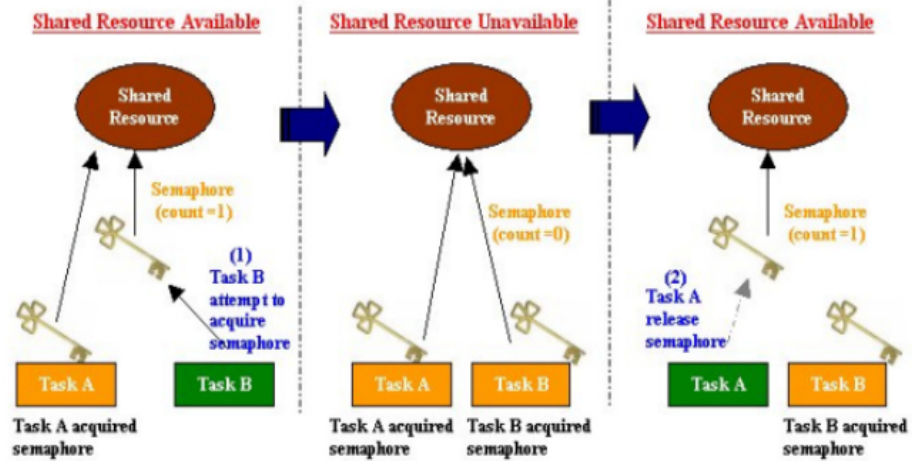 Shared Resource Available
Shared
Resource
Semaphore
(count =1)
(1)
Task B
attempt to
acquire
semaphore
Task A
Task B
Task A acquired
semaphore
Shared Resource Unavailable
Shared
Resource
Semaphore
(count =0)
Task A
Task B
Task A acquired
semaphore
Task B acquired
semaphore
Shared Resource Available
Shared
Resource
Semaphore
(count =1)
(2)
Task A
release
semaphore
Task A
Task B
Task B acquired
semaphore